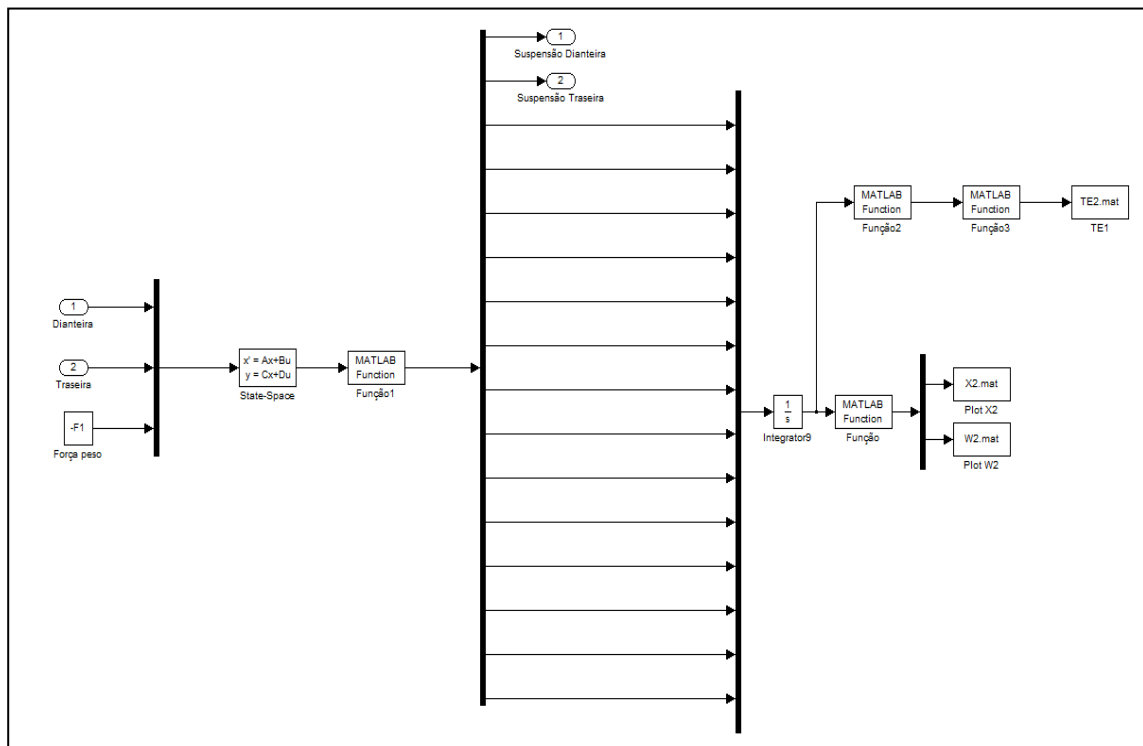 1
Suspensão Dianteira
2
Suspensão Traseira
MATLAB
Function
Função2
MATLAB
Function
Função3
TE2.mat
TE1
1
Dianteira
2
Traseira
-F1
Força peso
x' = Ax+Bu
y = Cx+Du
State-Space
MATLAB
Function
Função1
1
s
Integrator9
MATLAB
Function
Função
X2.mat
Plot X2
W2.mat
Plot W2